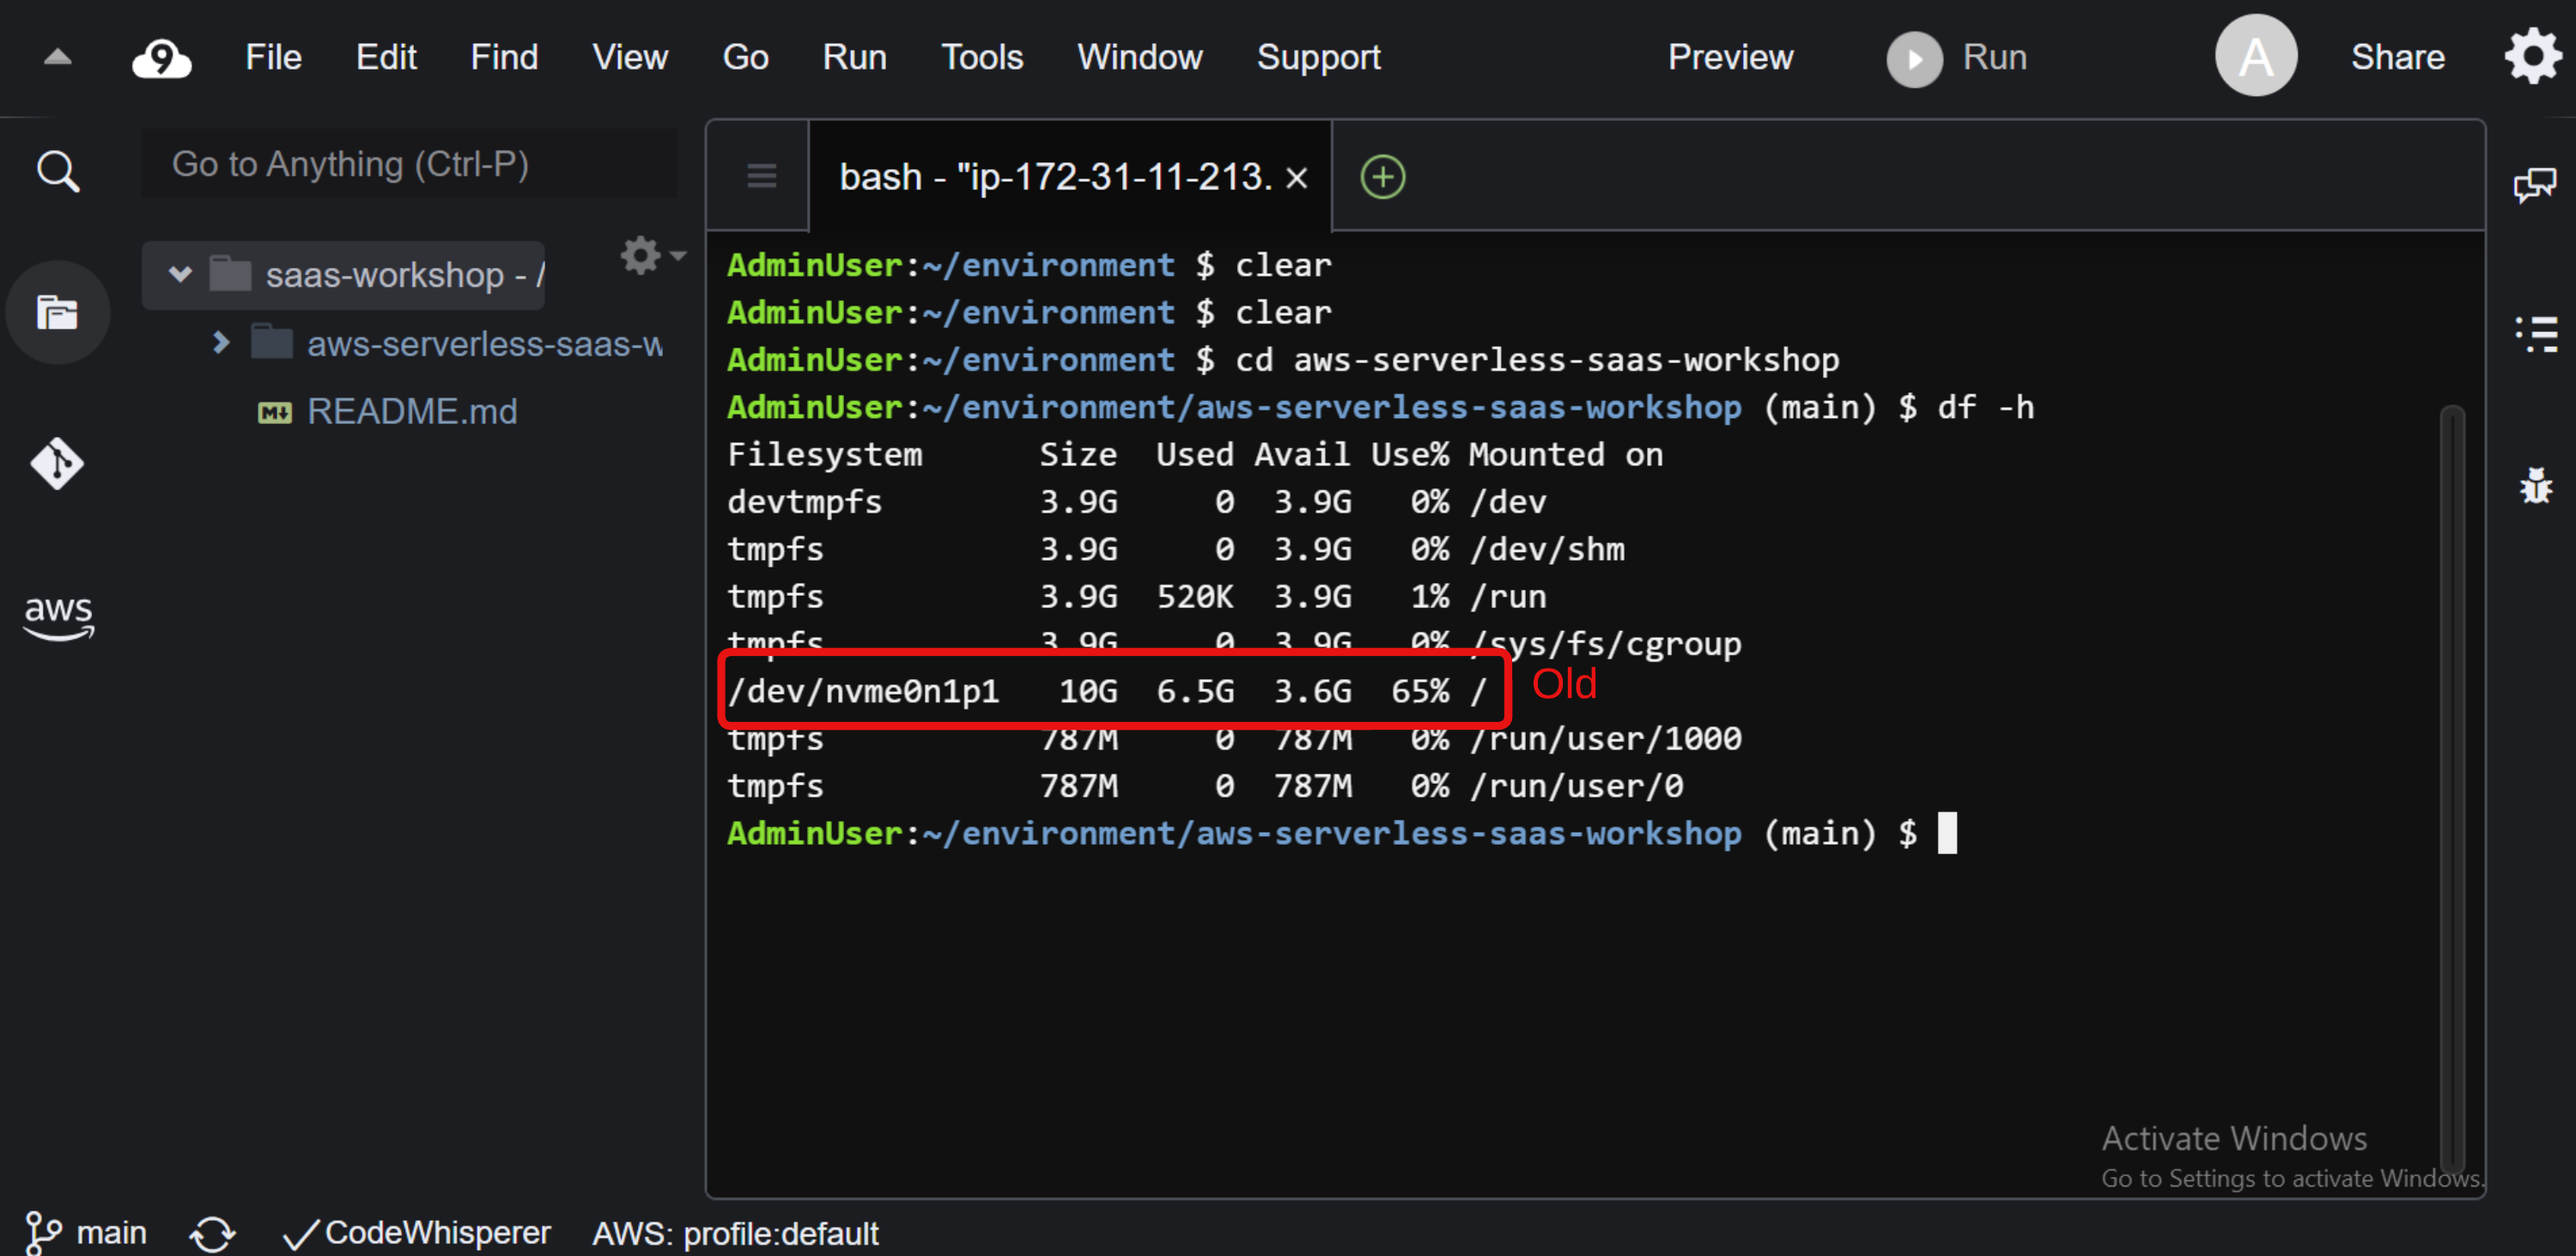 File Edit Find View Go Run Tools Window Support Preview Run A Share
Go to Anything (Ctrl-P)
bash - "ip-172-31-11-213. ×
saas-workshop - /
aws-serverless-saas-w
README.md
aws
AdminUser:~/environment $ clear
AdminUser:~/environment $ clear
AdminUser:~/environment $ cd aws-serverless-saas-workshop
AdminUser:~/environment/aws-serverless-saas-workshop (main) $ df -h
Filesystem Size Used Avail Use% Mounted on
devtmpfs 3.9G 0 3.9G 0% /dev
tmpfs 3.9G 0 3.9G 0% /dev/shm
tmpfs 3.9G 520K 3.9G 1% /run
tmpfs 3.9G 0 3.9G 0% /sys/fs/cgroup
/dev/nvme0n1p1 10G 6.5G 3.6G 65% / Old
tmpfs 787M 0 787M 0% /run/user/1000
tmpfs 787M 0 787M 0% /run/user/0
AdminUser:~/environment/aws-serverless-saas-workshop (main) $
Activate Windows
Go to Settings to activate Windows.
main CodeWhisperer AWS: profile:default